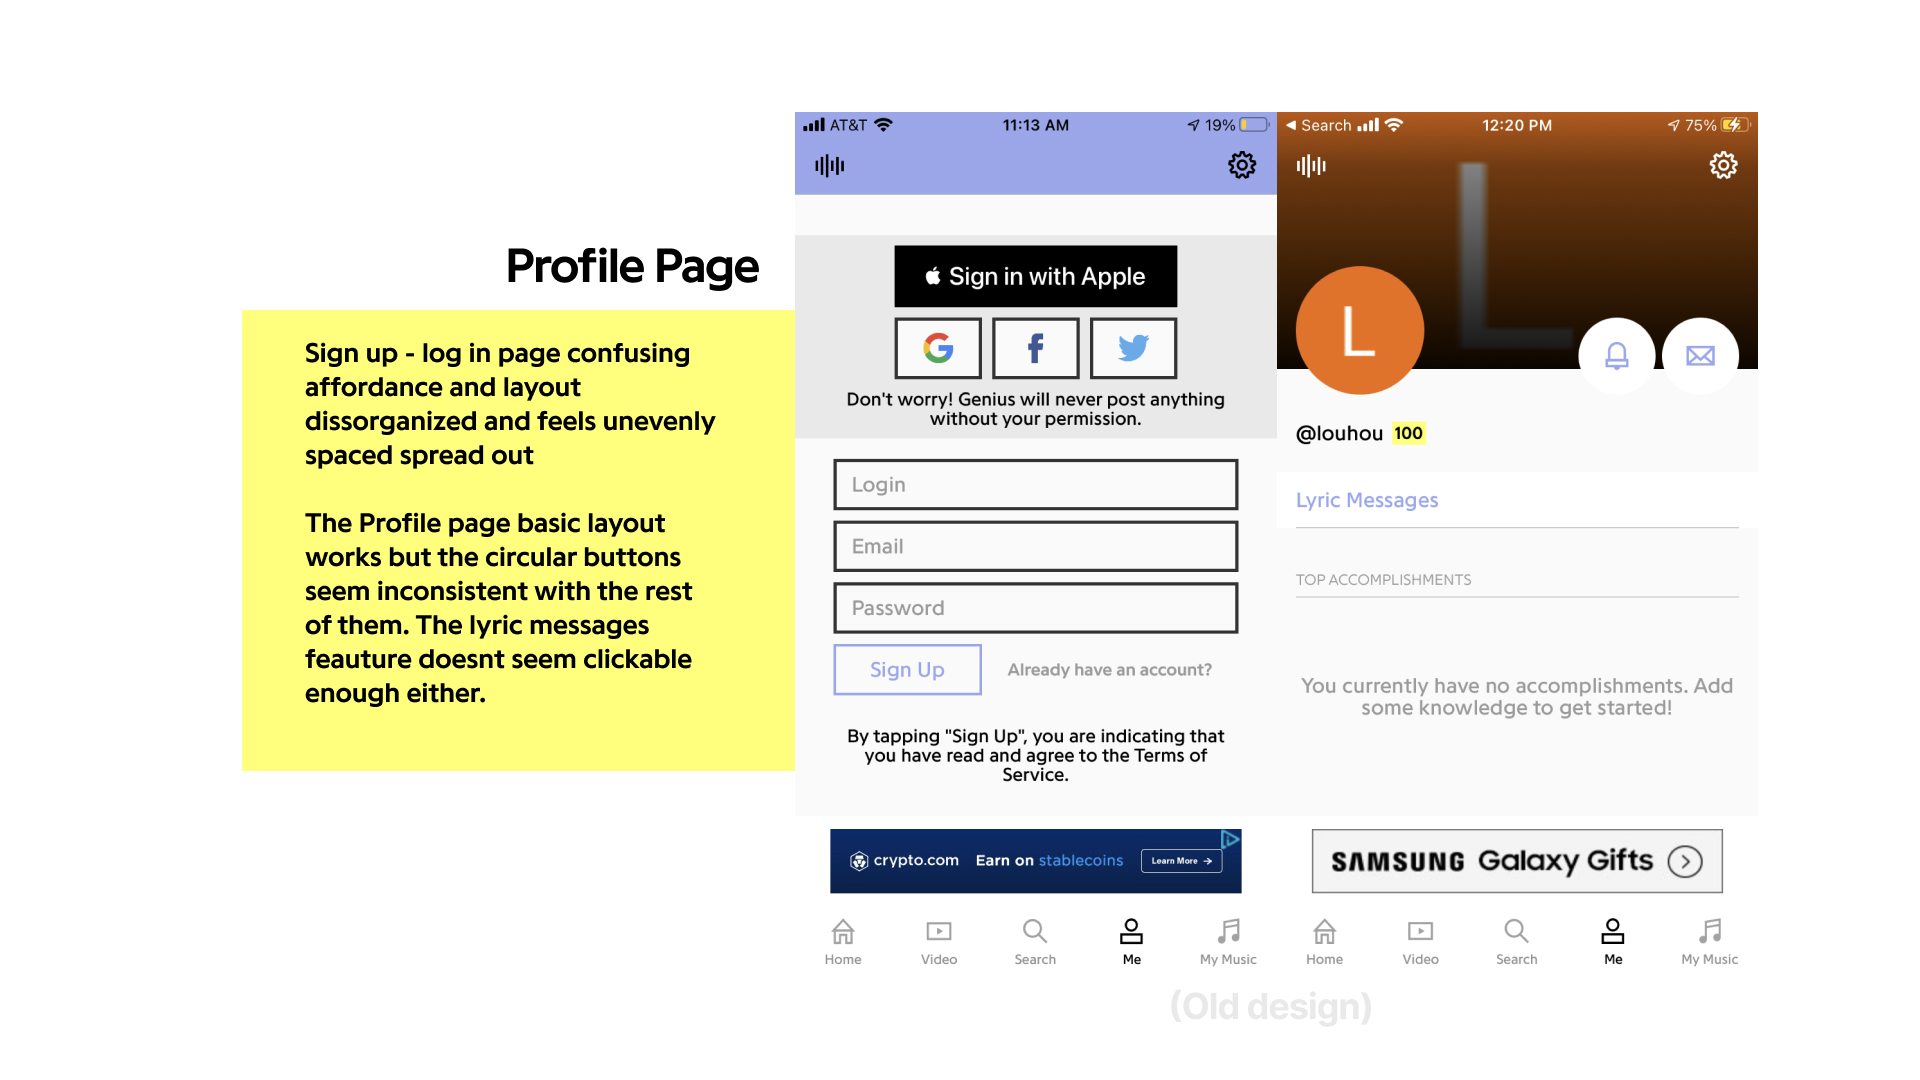 Profile Page
Sign up - log in page confusing
affordance and layout
dissorganized and feels unevenly
spaced spread out
The Profile page basic layout
works but the circular buttons
seem inconsistent with the rest
of them. The lyric messages
feauture doesnt seem clickable
enough either.
AT&T 11:13 AM 19%
Sign in with Apple
Don't worry! Genius will never post anything
without your permission.
Login
Email
Password
Sign Up Already have an account?
By tapping "Sign Up", you are indicating that
you have read and agree to the Terms of
Service.
crypto.com Earn on stablecoins Learn More →
Home Video Search Me My Music
◀ Search 12:20 PM 75%
L
L
@louhou 100
Lyric Messages
TOP ACCOMPLISHMENTS
You currently have no accomplishments. Add
some knowledge to get started!
SAMSUNG Galaxy Gifts
Home Video Search Me My Music
(Old design)